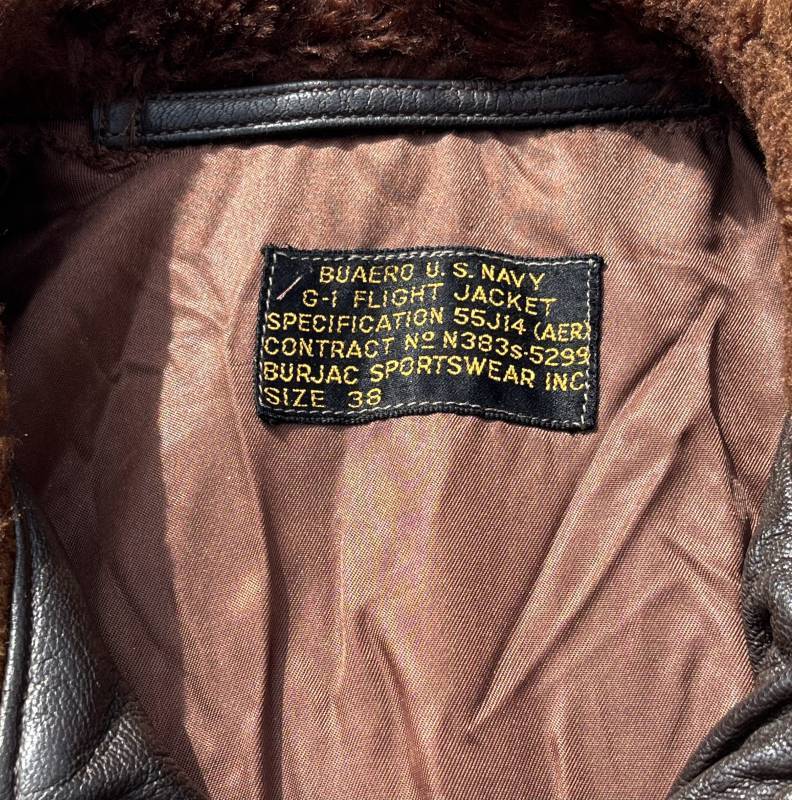 BUAERO U. S. NAVY
G-1 FLIGHT JACKET
SPECIFICATION 55J14 (AER)
CONTRACT Nº N383s-5299
BURJAC SPORTSWEAR INC.
SIZE 38